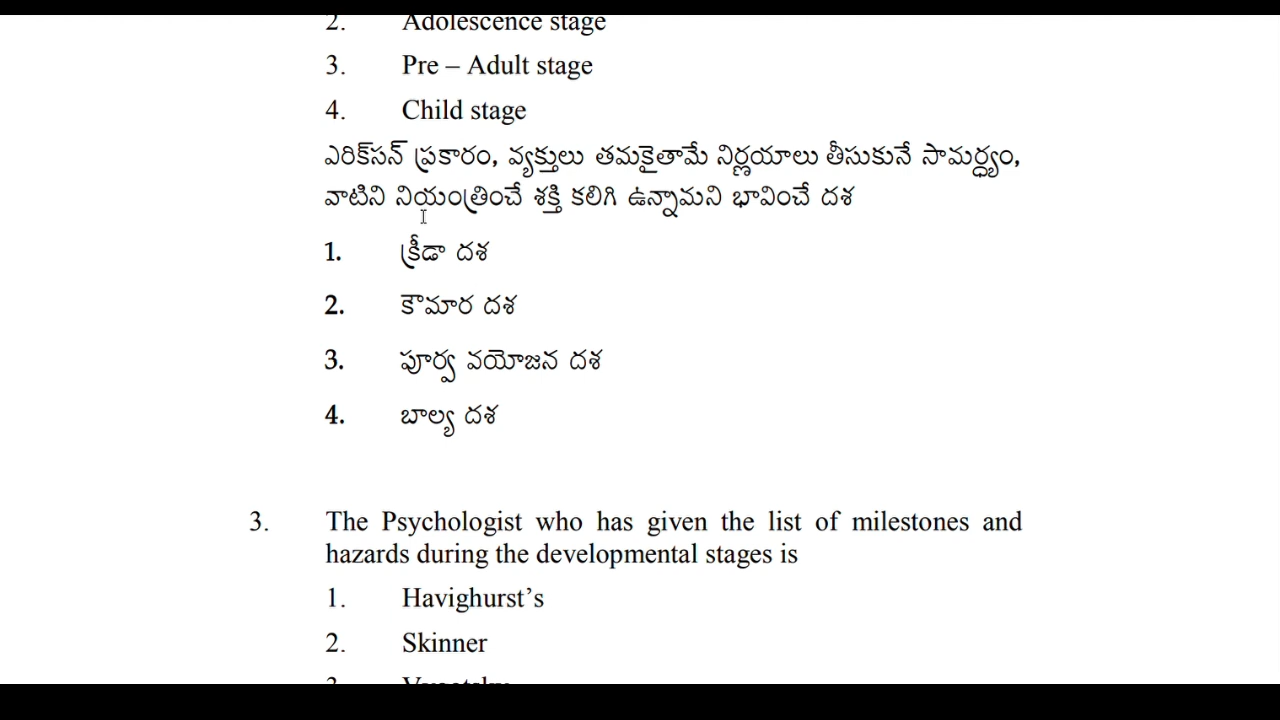 2. Adolescence stage
3. Pre – Adult stage
4. Child stage
ఎరిక్‌సన్ ప్రకారం, వ్యక్తులు తమకైతామే నిర్ణయాలు తీసుకునే సామర్ధ్యం,
వాటిని నియంత్రించే శక్తి కలిగి ఉన్నామని భావించే దశ
1. క్రీడా దశ
2. కౌమార దశ
3. పూర్వ వయోజన దశ
4. బాల్య దశ
3. The Psychologist who has given the list of milestones and
hazards during the developmental stages is
1. Havighurst’s
2. Skinner